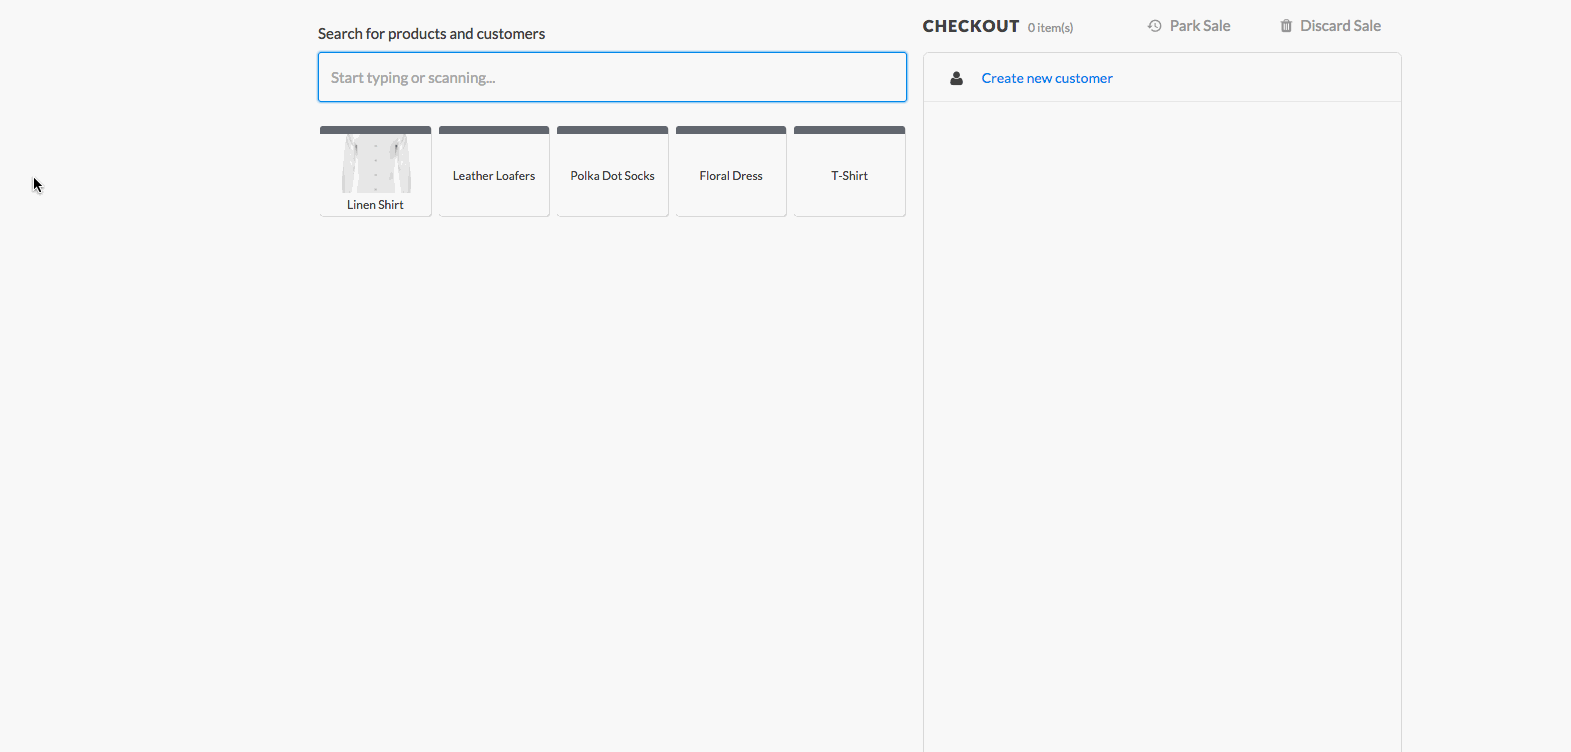 Search for products and customers
Start typing or scanning...
Linen Shirt
Leather Loafers
Polka Dot Socks
Floral Dress
T-Shirt
CHECKOUT 0 item(s) Park Sale Discard Sale
Create new customer